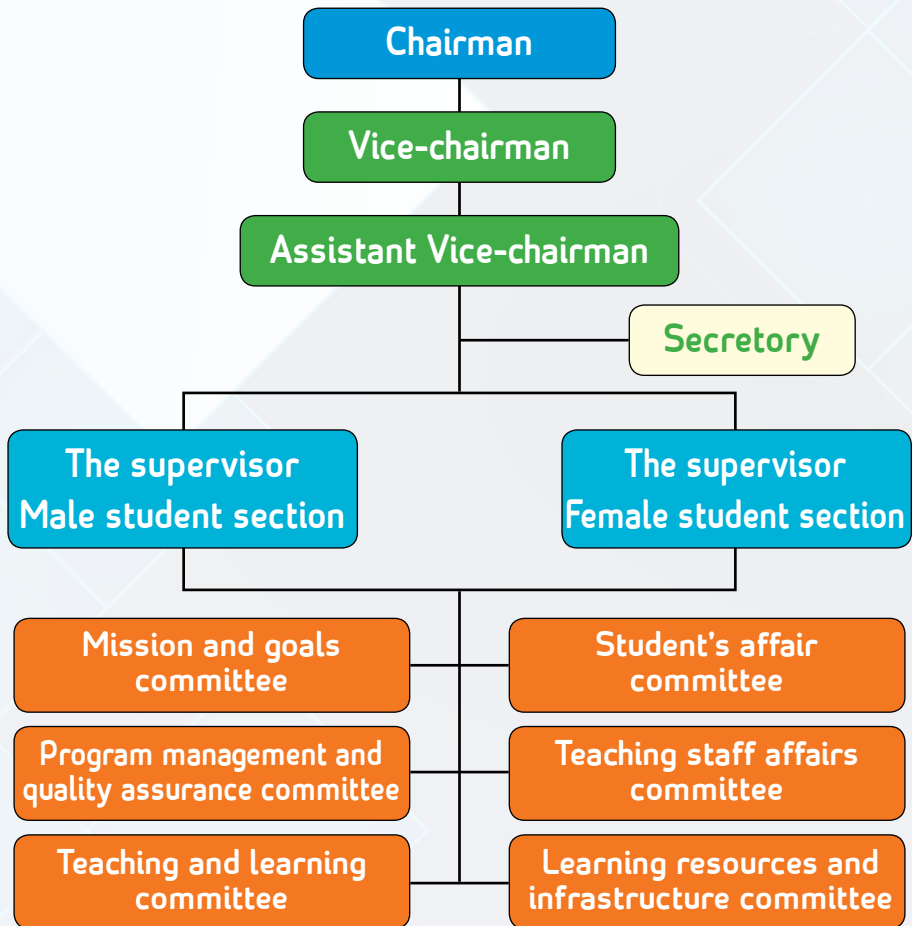 Chairman
Vice-chairman
Assistant Vice-chairman
Secretory
The supervisor
Male student section
The supervisor
Female student section
Mission and goals
committee
Student's affair
committee
Program management and
quality assurance committee
Teaching staff affairs
committee
Teaching and learning
committee
Learning resources and
infrastructure committee